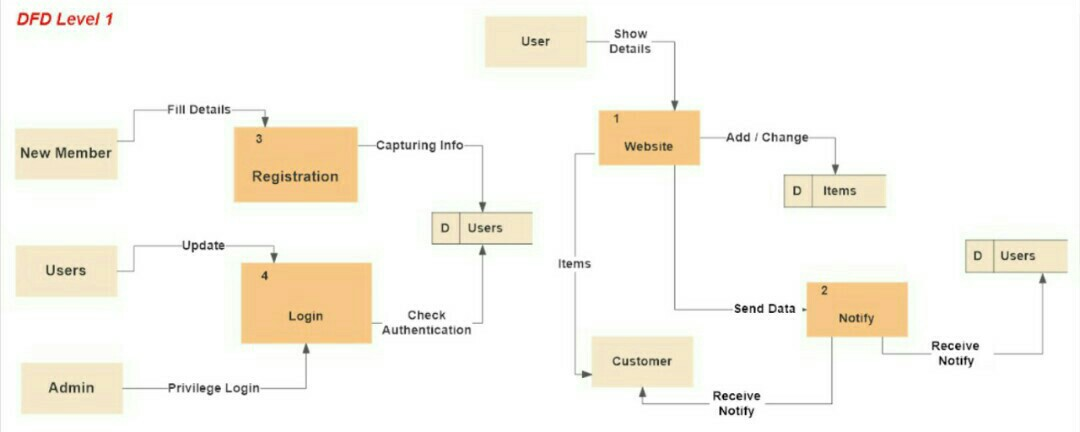 DFD Level 1
User
Show
Details
Fill Details
New Member
3
Registration
Capturing Info
1
Website
Add / Change
D Items
D Users
Users
Update
4
Login
Check
Authentication
Admin
Privilege Login
Items
Send Data
2
Notify
D Users
Receive
Notify
Customer
Receive
Notify